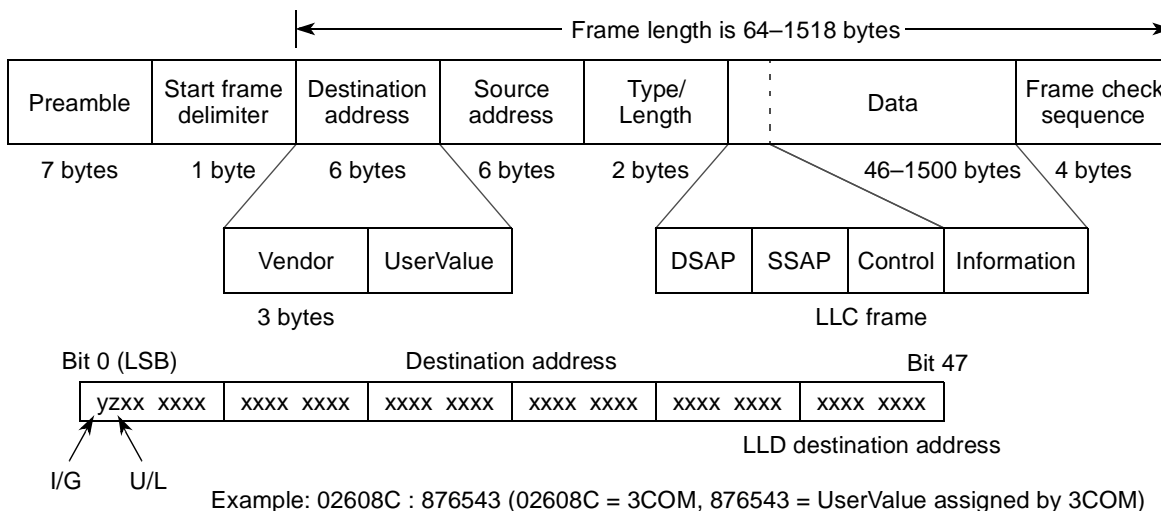 Frame length is 64–1518 bytes
Preamble
Start frame
delimiter
Destination
address
Source
address
Type/
Length
Data
Frame check
sequence
7 bytes
1 byte
6 bytes
6 bytes
2 bytes
46–1500 bytes
4 bytes
Vendor
UserValue
DSAP
SSAP
Control
Information
3 bytes
LLC frame
Bit 0 (LSB)
Destination address
Bit 47
yzxx xxxx
xxxx xxxx
xxxx xxxx
xxxx xxxx
xxxx xxxx
xxxx xxxx
LLD destination address
I/G
U/L
Example: 02608C : 876543 (02608C = 3COM, 876543 = UserValue assigned by 3COM)